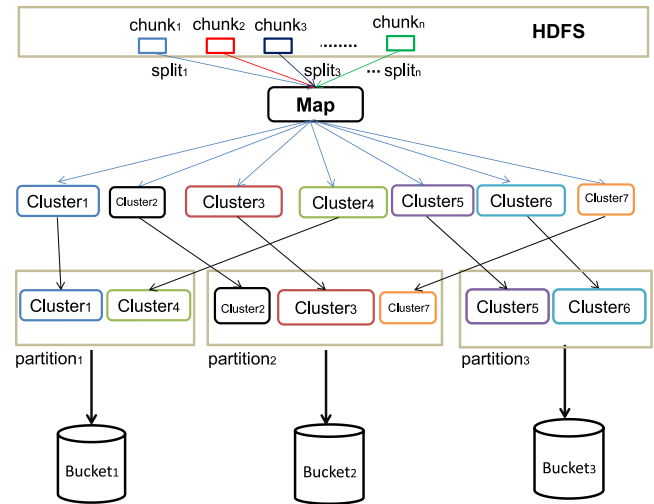 chunk1 chunk2 chunk3 ........ chunkn HDFS
split1 split3 ... splitn
Map
Cluster1 Cluster2 Cluster3 Cluster4 Cluster5 Cluster6 Cluster7
Cluster1 Cluster4 Cluster2 Cluster3 Cluster7 Cluster5 Cluster6
partition1 partition2 partition3
Bucket1 Bucket2 Bucket3